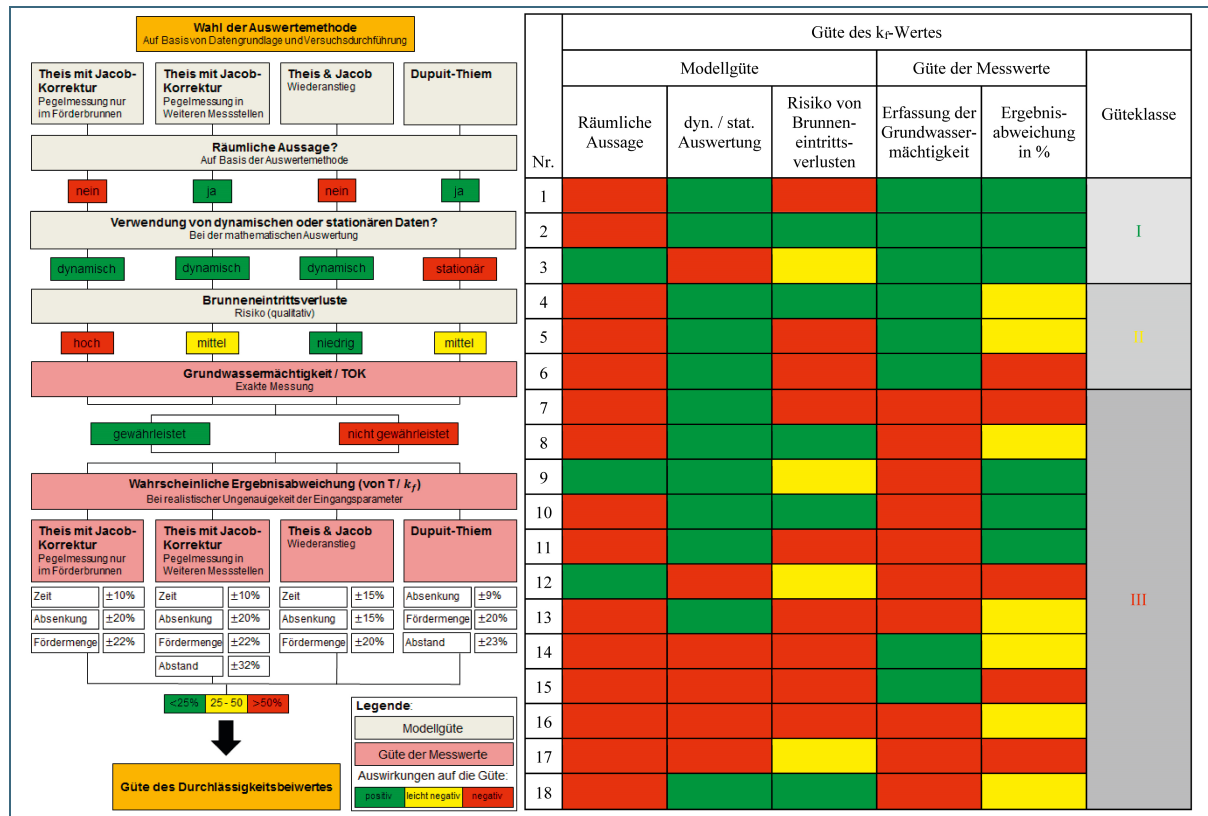 Wahl der Auswertemethode
Auf Basis von Datengrundlage und Versuchsdurchführung
Theis mit Jacob-
Korrektur
Pegelmessung nur
im Förderbrunnen
Theis mit Jacob-
Korrektur
Pegelmessung in
Weiteren Messstellen
Theis & Jacob
Wiederanstieg
Dupuit-Thiem
Räumliche Aussage?
Auf Basis der Auswertemethode
nein
ja
nein
ja
Verwendung von dynamischen oder stationären Daten?
Bei der mathematischen Auswertung
dynamisch
dynamisch
dynamisch
stationär
Brunneneintrittsverluste
Risiko (qualitativ)
hoch
mittel
niedrig
mittel
Grundwassermächtigkeit / TOK
Exakte Messung
gewährleistet
nicht gewährleistet
Wahrscheinliche Ergebnisabweichung (von T / k_f)
Bei realistischer Ungenauigkeit der Eingangsparameter
Theis mit Jacob-
Korrektur
Pegelmessung nur
im Förderbrunnen
Theis mit Jacob-
Korrektur
Pegelmessung in
Weiteren Messstellen
Theis & Jacob
Wiederanstieg
Dupuit-Thiem
Zeit ±10%
Absenkung ±20%
Fördermenge ±22%
Zeit ±10%
Absenkung ±20%
Fördermenge ±22%
Abstand ±32%
Zeit ±15%
Absenkung ±15%
Fördermenge ±20%
Absenkung ±9%
Fördermenge ±20%
Abstand ±23%
<25% 25 - 50 >50%
Güte des Durchlässigkeitsbeiwertes
Legende:
Modellgüte
Güte der Messwerte
Auswirkungen auf die Güte:
positiv leicht negativ negativ
Nr.
Güte des k_f-Wertes
Modellgüte
Güte der Messwerte
Güteklasse
Räumliche
Aussage
dyn. / stat.
Auswertung
Risiko von
Brunnen-
eintritts-
verlusten
Erfassung der
Grundwasser-
mächtigkeit
Ergebnis-
abweichung
in %
1
2
3
4
5
6
7
8
9
10
11
12
13
14
15
16
17
18
I
II
III